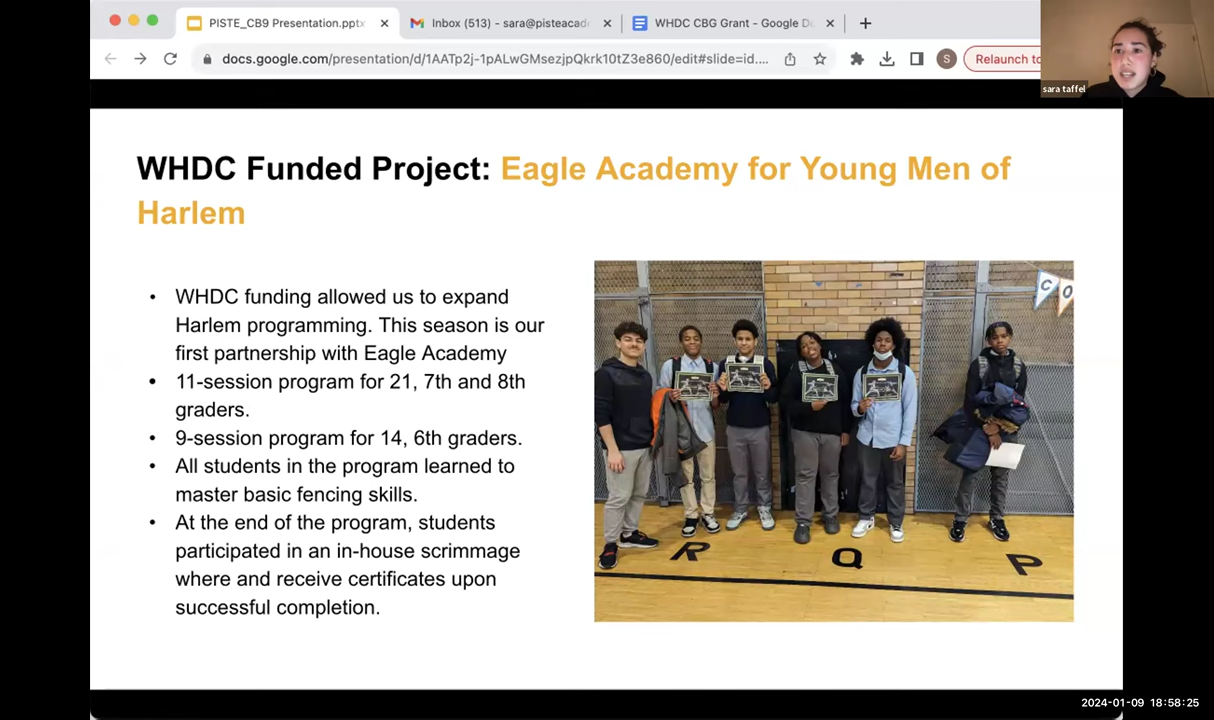 PISTE_CB9 Presentation.pptx
Inbox (513) - sara@pisteacade
WHDC CBG Grant - Google Do
docs.google.com/presentation/d/1AATp2j-1pALwGMsezjpQkrk10tZ3e860/edit#slide=id....
S
Relaunch to
sara taffel
WHDC Funded Project: Eagle Academy for Young Men of
Harlem
• WHDC funding allowed us to expand
Harlem programming. This season is our
first partnership with Eagle Academy
• 11-session program for 21, 7th and 8th
graders.
• 9-session program for 14, 6th graders.
• All students in the program learned to
master basic fencing skills.
• At the end of the program, students
participated in an in-house scrimmage
where and receive certificates upon
successful completion.
C O
R Q P
2024-01-09 18:58:25